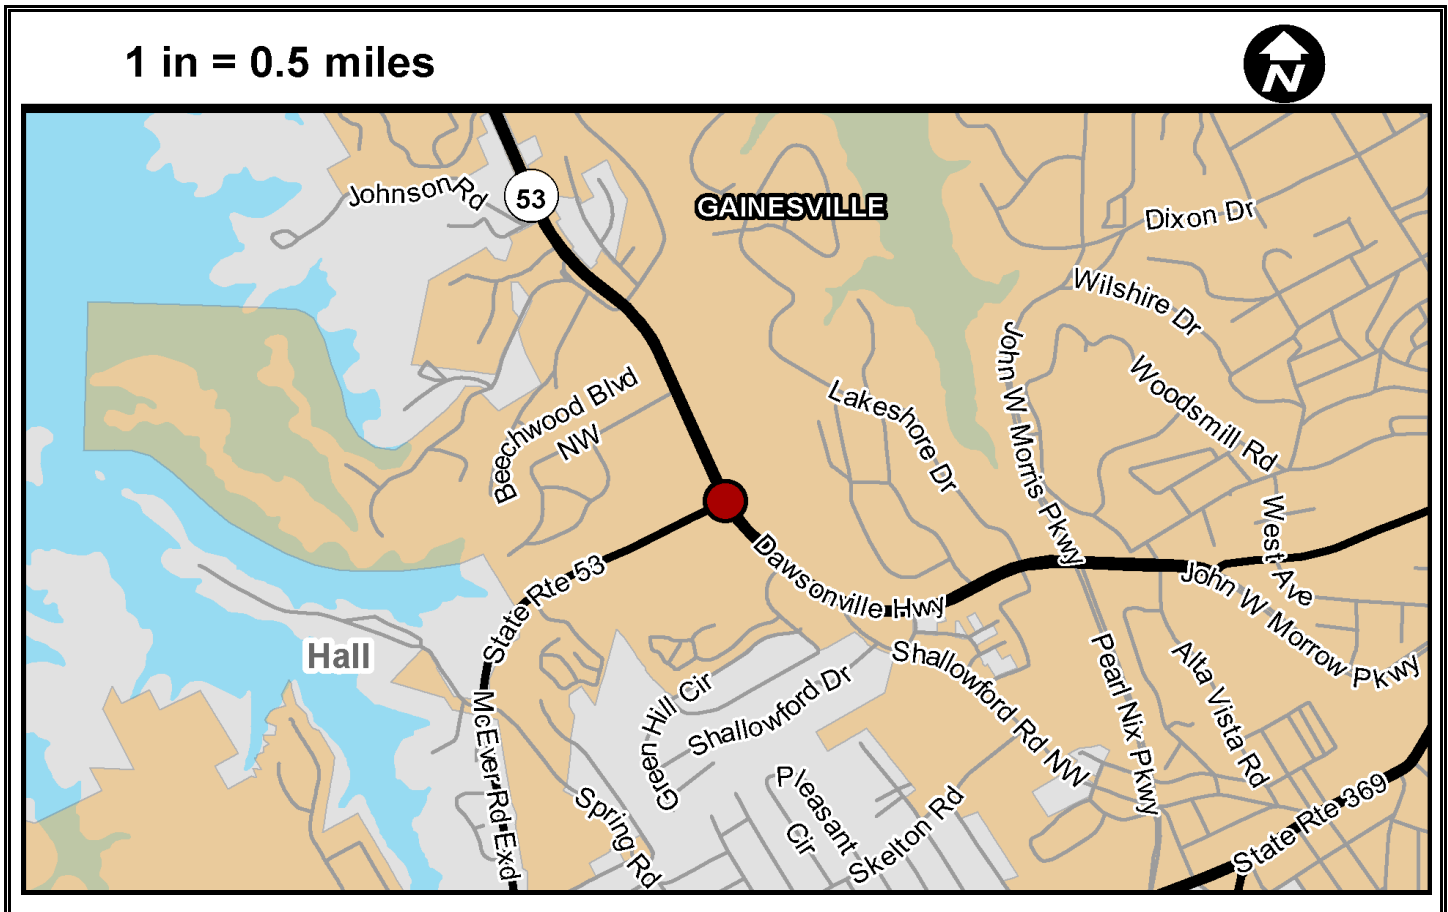 1 in = 0.5 miles
N
Johnson Rd
53
GAINESVILLE
Dixon Dr
Wilshire Dr
John W Morris Pkwy
Woodsmill Rd
Lakeshore Dr
Beechwood Blvd
NW
West Ave
Dawsonville Hwy
State Rte 53
John W Morrow Pkwy
Hall
Shallowford Rd NW
Pearl Nix Pkwy
Alta Vista Rd
Green Hill Cir
Shallowford Dr
McEver Rd Exd
Spring Rd
Pleasant
Cir
Skelton Rd
State Rte 369